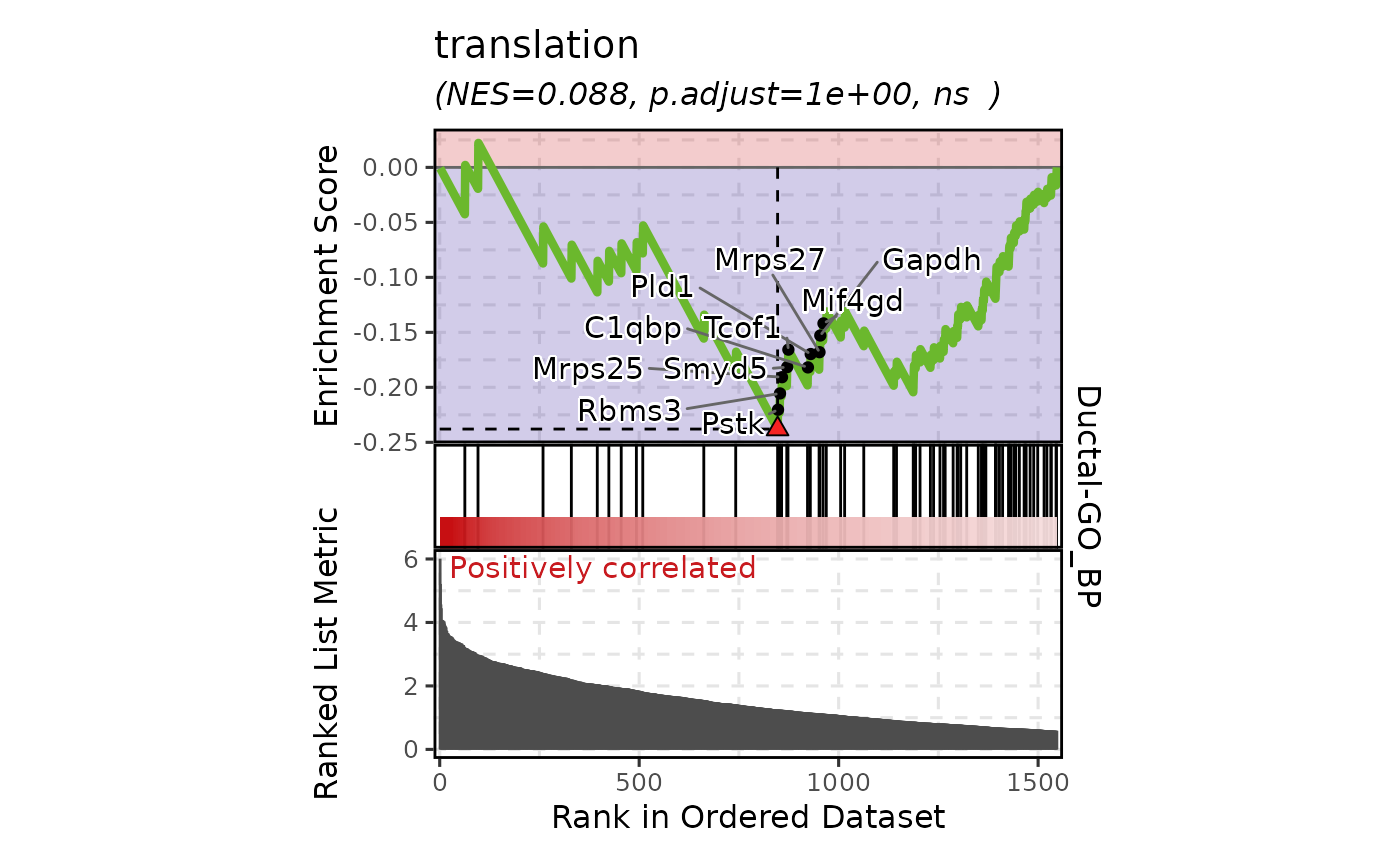 translation
(NES=0.088, p.adjust=1e+00, ns  )
Enrichment Score
0.00
-0.05
-0.10
-0.15
-0.20
-0.25
Mrps27
Gapdh
Pld1
Mif4gd
C1qbp
Tcof1
Mrps25
Smyd5
Rbms3
Pstk
Ductal-GO_BP
Ranked List Metric
6
4
2
0
Positively correlated
0
500
1000
1500
Rank in Ordered Dataset